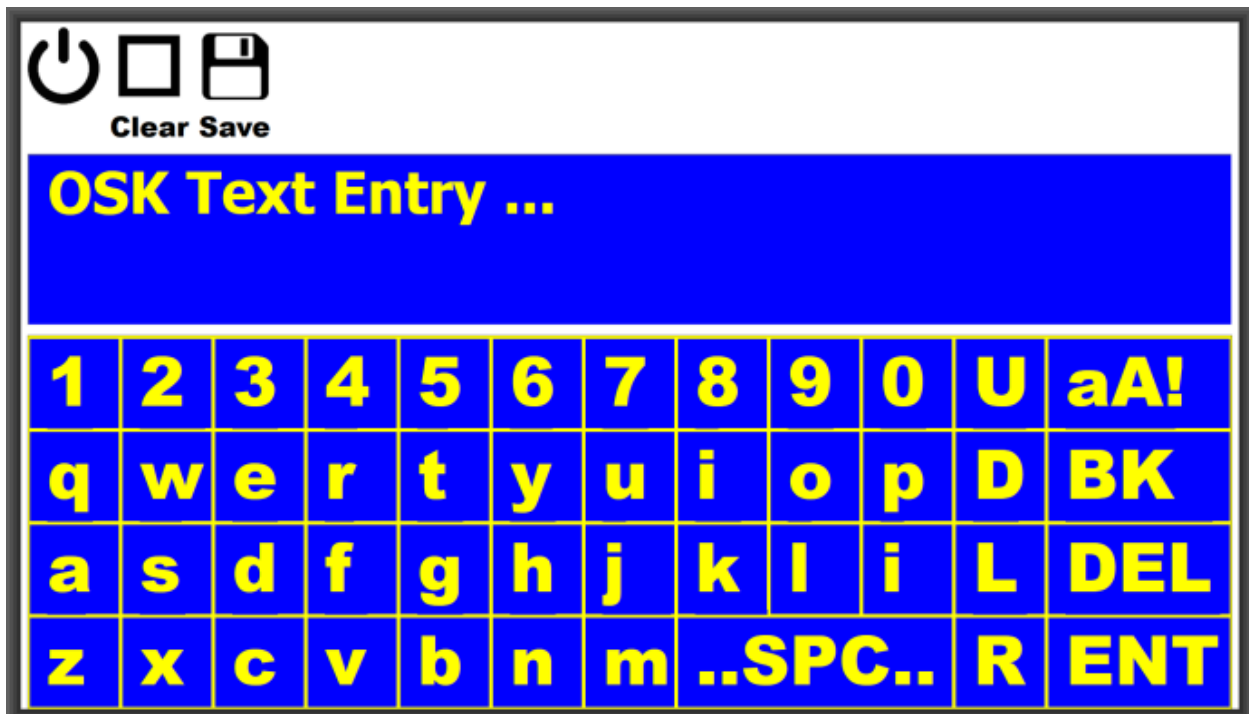 Clear Save
OSK Text Entry ...
1 2 3 4 5 6 7 8 9 0 U aA!
q w e r t y u i o p D BK
a s d f g h j k l i L DEL
z x c v b n m ..SPC.. R ENT